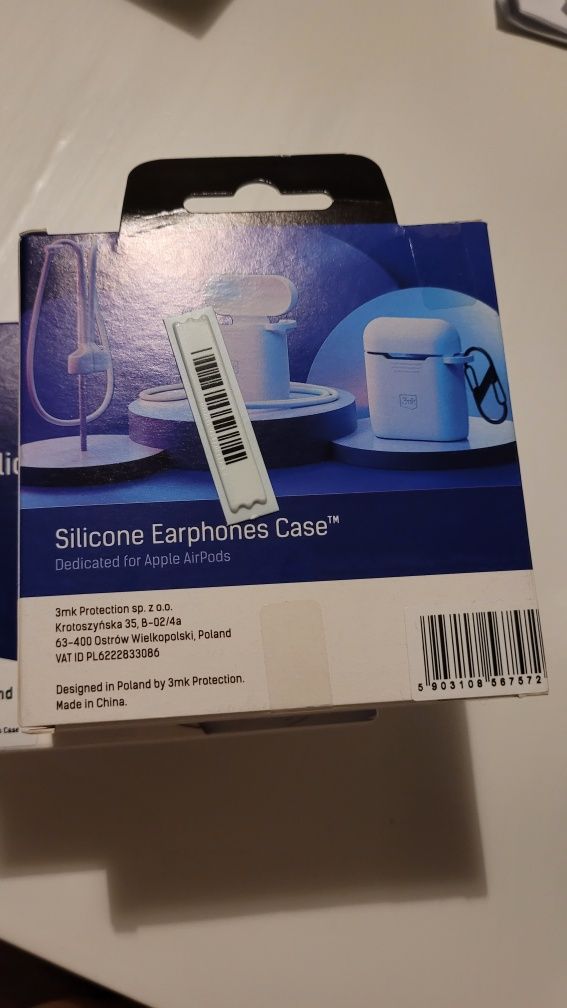 3mk
Silicone Earphones Case™
Dedicated for Apple AirPods
3mk Protection sp. z o.o.
Krotoszyńska 35, B-02/4a
63-400 Ostrów Wielkopolski, Poland
VAT ID PL6222833086
Designed in Poland by 3mk Protection.
Made in China.
5 903108 567572